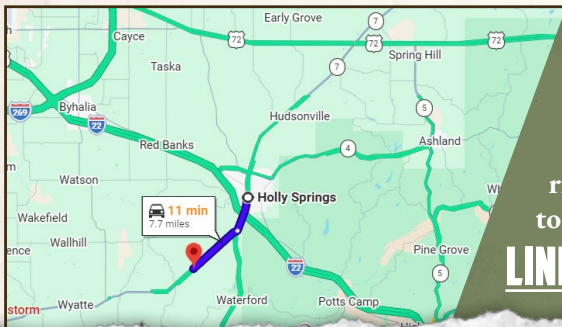 Early Grove
7
Cayce
72
72
72
Taska
Spring Hill
7
269
Byhalia
5
Hudsonville
22
4
Red Banks
Ashland
Watson
Holly Springs
11 min
7.7 miles
Wakefield
Wallhill
Pine Grove
5
22
storm
Wyatte
Waterford
Potts Camp
to
LIN